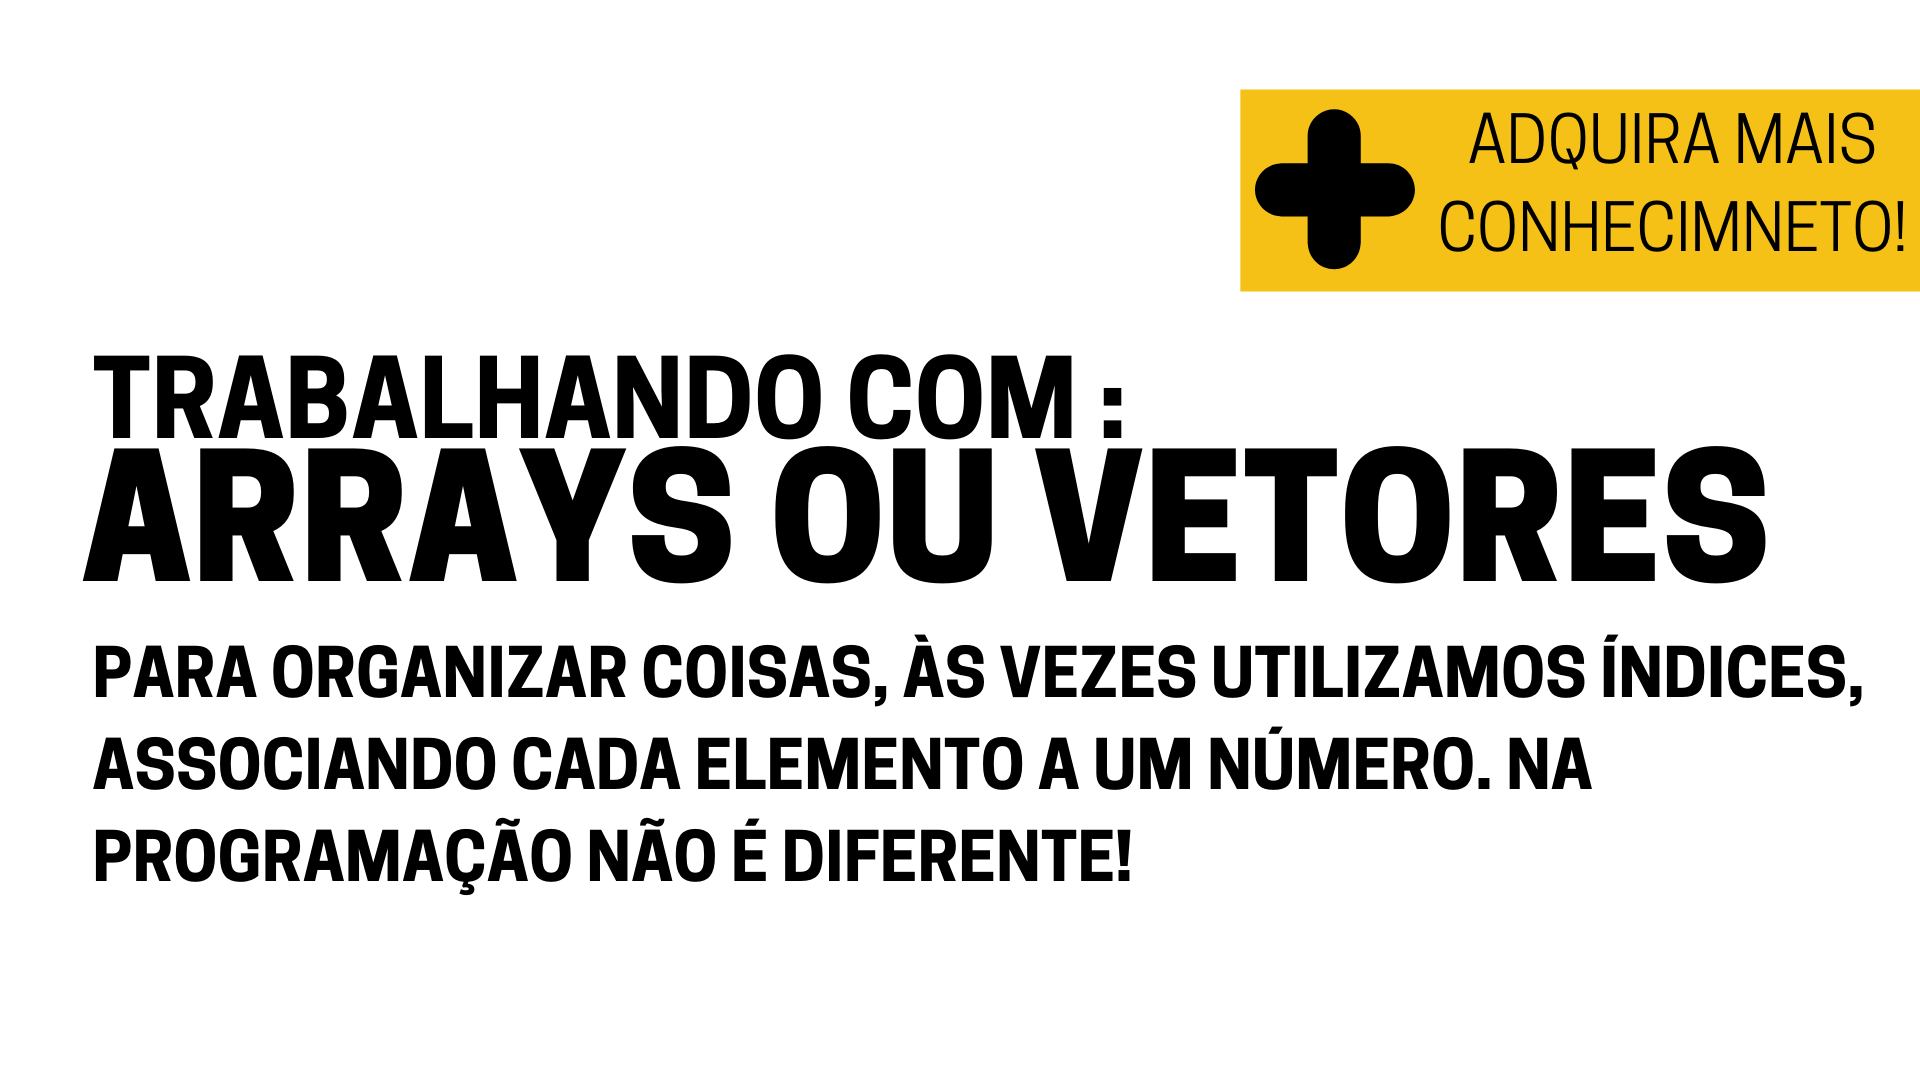 ADQUIRA MAIS
CONHECIMNETO!
TRABALHANDO COM :
ARRAYS OU VETORES
PARA ORGANIZAR COISAS, ÀS VEZES UTILIZAMOS ÍNDICES,
ASSOCIANDO CADA ELEMENTO A UM NÚMERO. NA
PROGRAMAÇÃO NÃO É DIFERENTE!